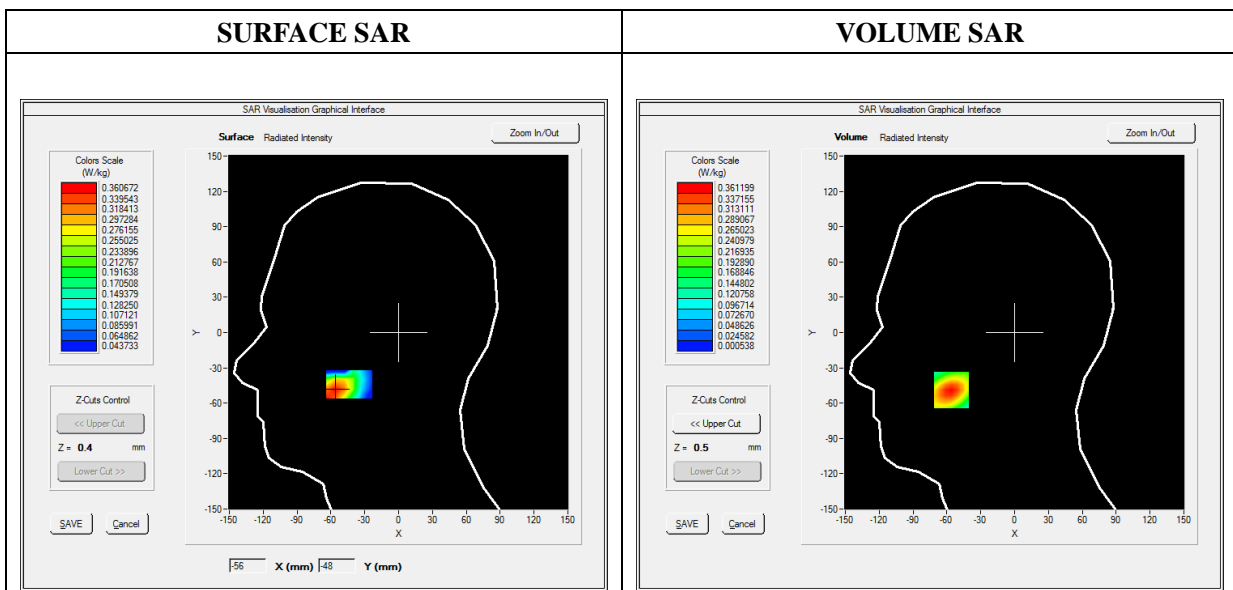 SURFACE SAR
VOLUME SAR
SAR Visualisation Graphical Interface
Surface Radiated Intensity
Zoom In/Out
Colors Scale
(W/kg)
0.360672
0.339543
0.318413
0.297284
0.276155
0.255025
0.233896
0.212767
0.191638
0.170508
0.149379
0.128250
0.107121
0.085991
0.064862
0.043733
Z-Cuts Control
<< Upper Cut
Z = 0.4 mm
Lower Cut >>
SAVE Cancel
150
120
90
60
30
0
-30
-60
-90
-120
-150
Y
-150 -120 -90 -60 -30 0 30 60 90 120 150
X
-56 X (mm) -48 Y (mm)
SAR Visualisation Graphical Interface
Volume Radiated Intensity
Zoom In/Out
Colors Scale
(W/kg)
0.361199
0.337155
0.313111
0.289067
0.265023
0.240979
0.216935
0.192890
0.168846
0.144802
0.120758
0.096714
0.072670
0.048626
0.024582
0.000538
Z-Cuts Control
<< Upper Cut
Z = 0.5 mm
Lower Cut >>
SAVE Cancel
150
120
90
60
30
0
-30
-60
-90
-120
-150
Y
-150 -120 -90 -60 -30 0 30 60 90 120 150
X